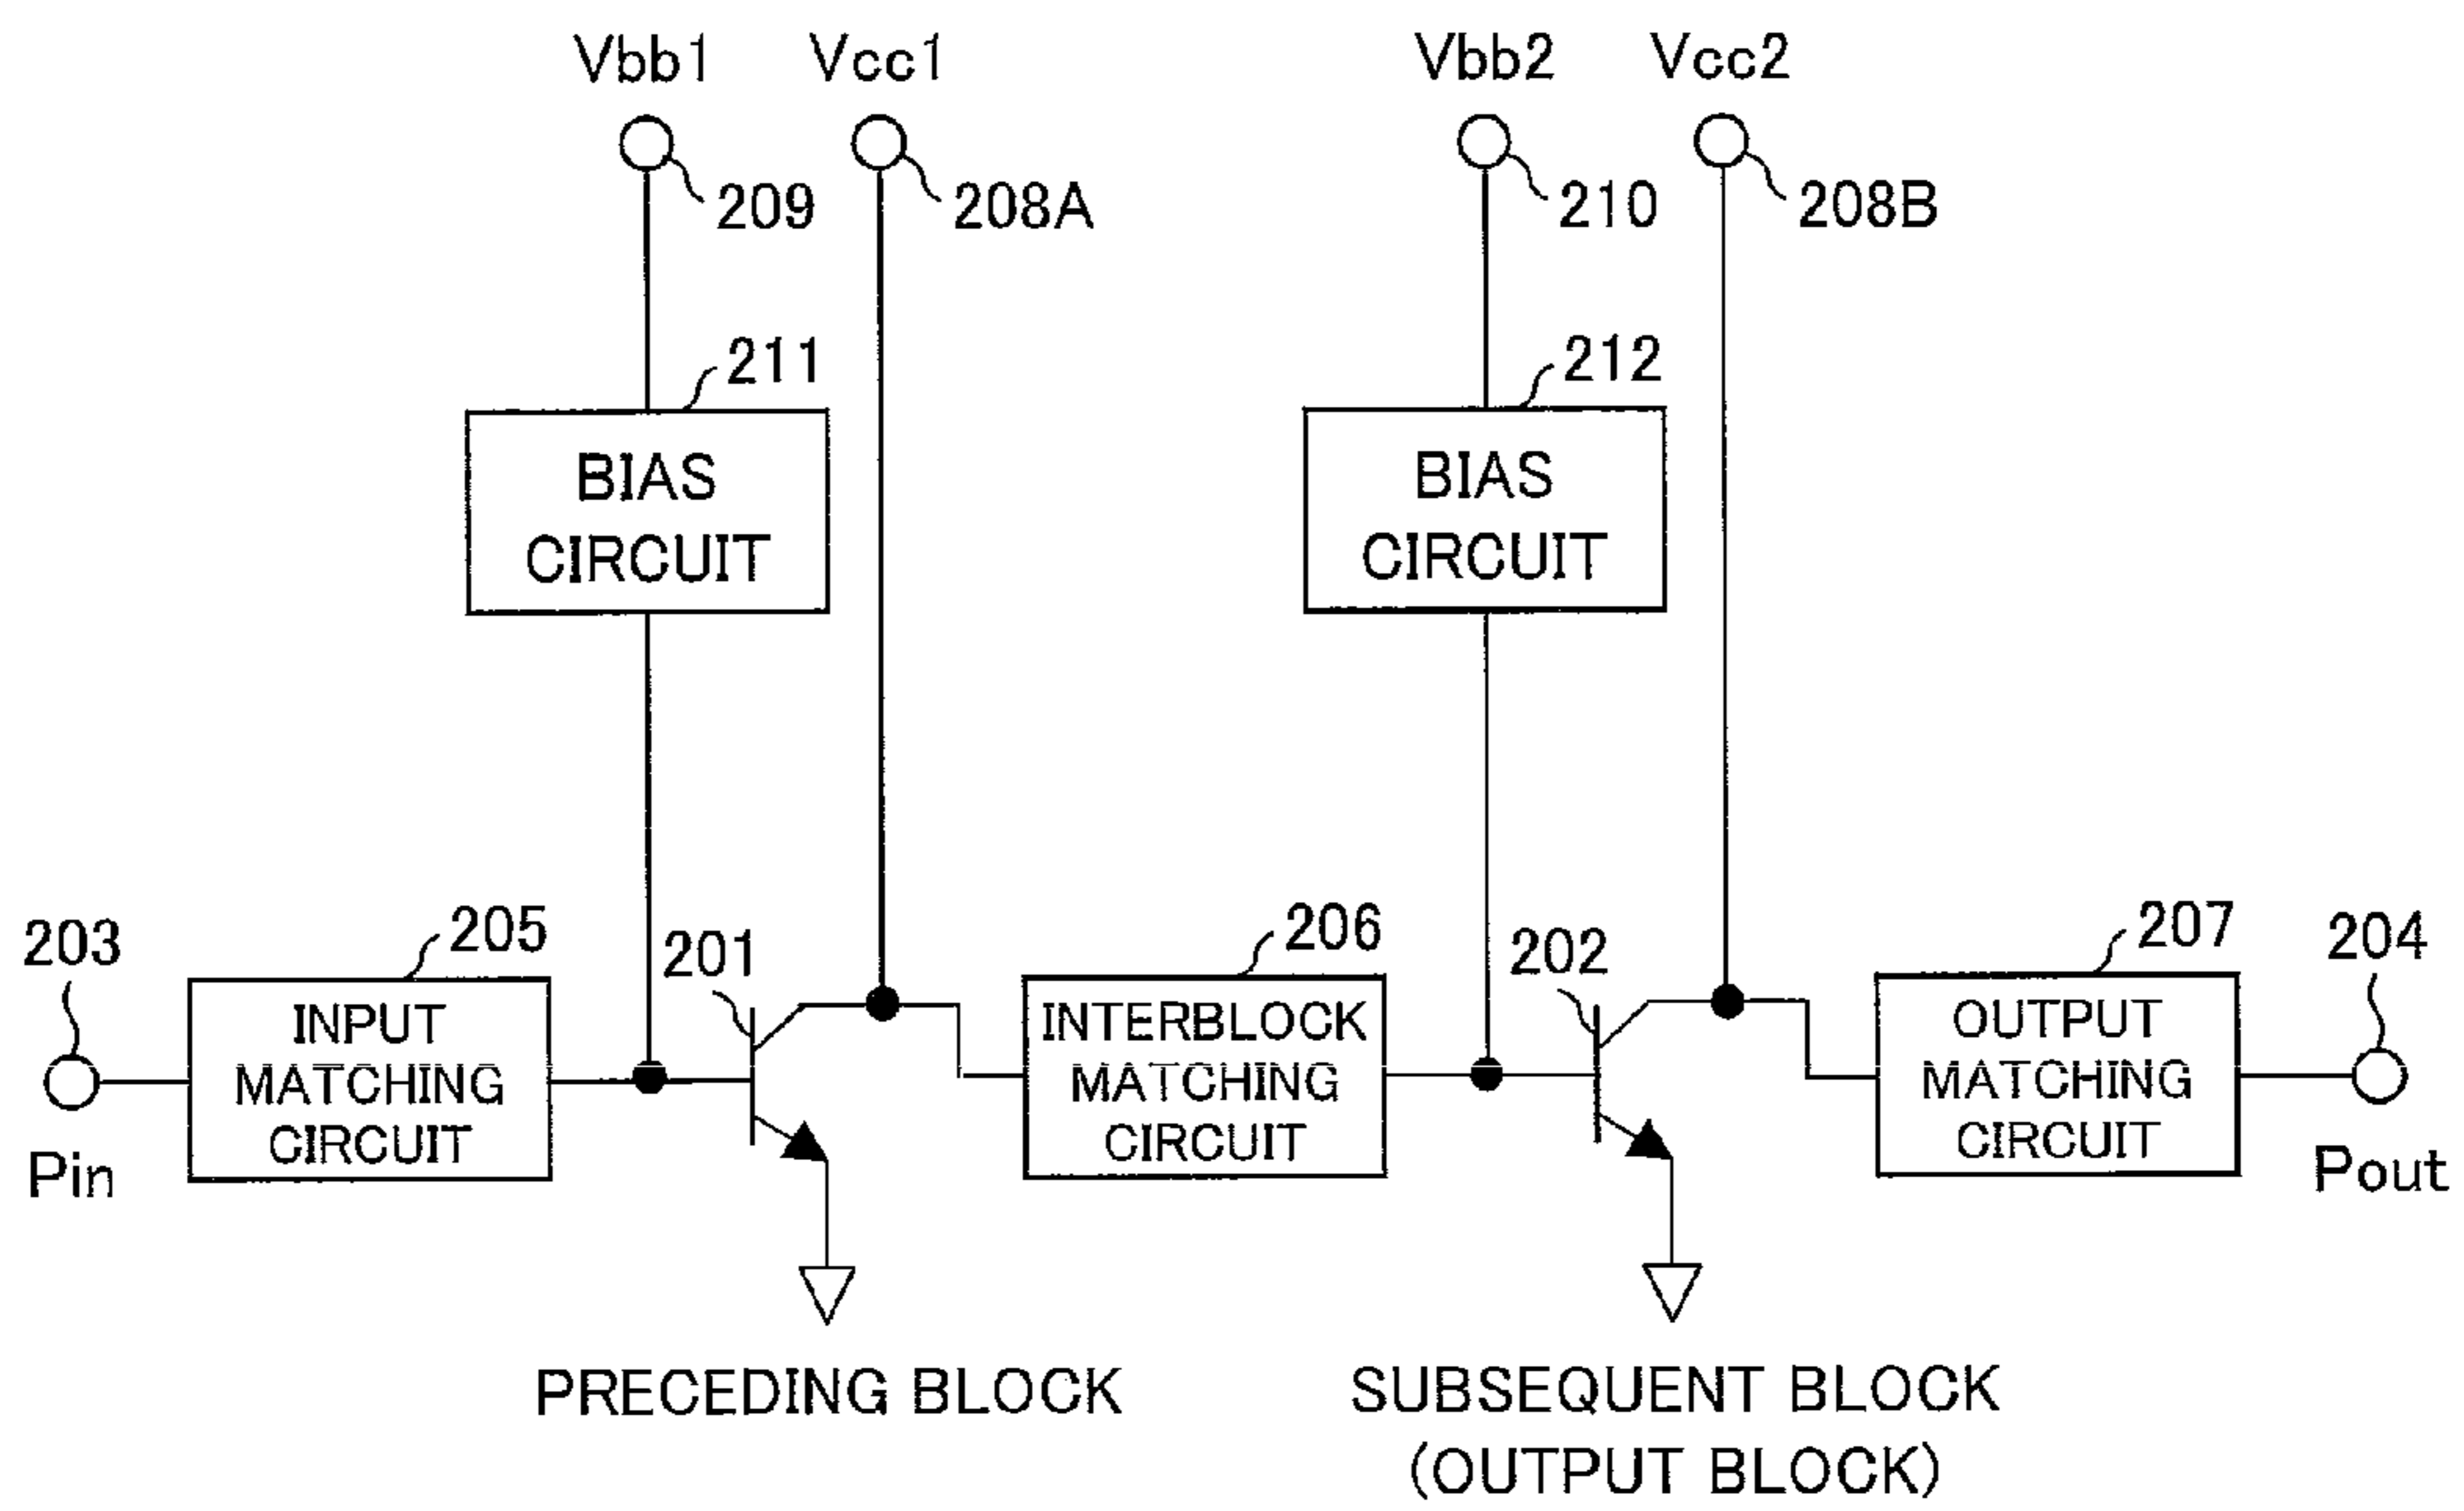 Vbb1 Vcc1 Vbb2 Vcc2
209 208A 210 208B
211 212
BIAS
CIRCUIT
BIAS
CIRCUIT
203 205 201 206 202 207 204
INPUT
MATCHING
CIRCUIT
INTERBLOCK
MATCHING
CIRCUIT
OUTPUT
MATCHING
CIRCUIT
Pin Pout
PRECEDING BLOCK
SUBSEQUENT BLOCK
(OUTPUT BLOCK)